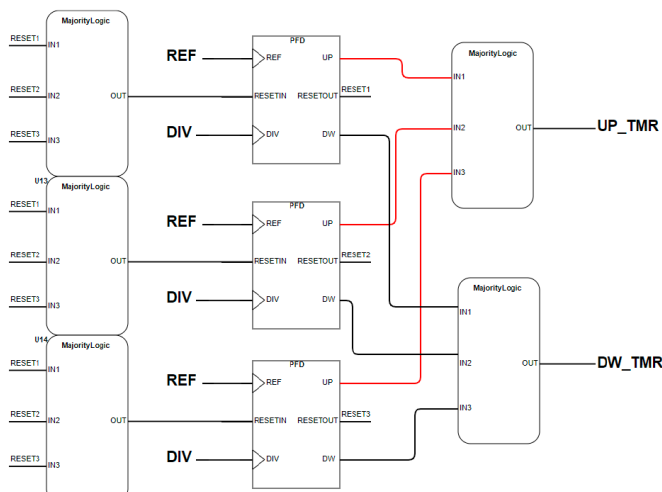 MajorityLogic
RESET1
IN1
RESET2
IN2
OUT
RESET3
IN3
U13
MajorityLogic
RESET1
IN1
RESET2
IN2
OUT
RESET3
IN3
U14
MajorityLogic
RESET1
IN1
RESET2
IN2
OUT
RESET3
IN3
PFD
REF
REF
UP
RESETIN
RESETOUT
RESET1
DIV
DIV
DW
PFD
REF
REF
UP
RESETIN
RESETOUT
RESET2
DIV
DIV
DW
PFD
REF
REF
UP
RESETIN
RESETOUT
RESET3
DIV
DIV
DW
MajorityLogic
IN1
IN2
OUT
UP_TMR
IN3
MajorityLogic
IN1
IN2
OUT
DW_TMR
IN3